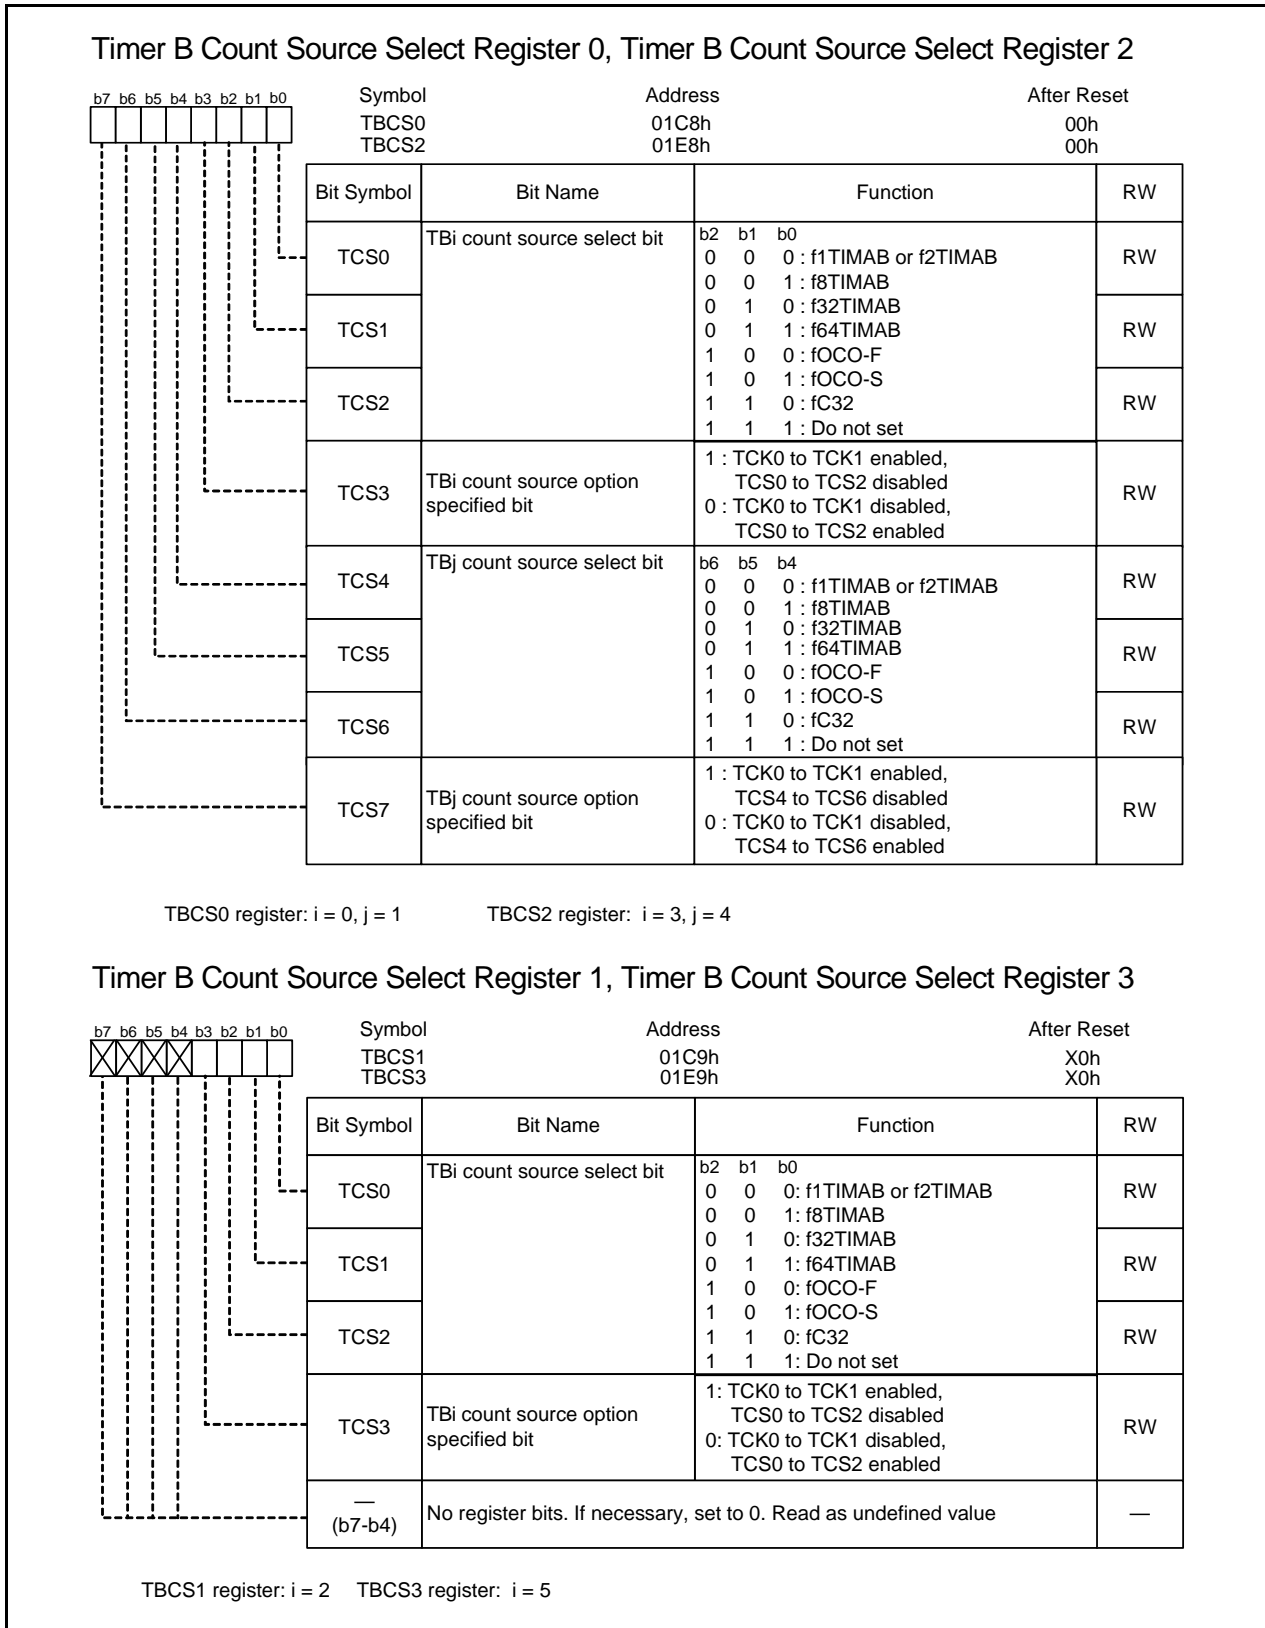 Timer B Count Source Select Register 0, Timer B Count Source Select Register 2
b7 b6 b5 b4 b3 b2 b1 b0
Symbol Address After Reset
TBCS0 01C8h 00h
TBCS2 01E8h 00h
Bit Symbol Bit Name Function RW
TCS0 TBi count source select bit b2 b1 b0 RW
0 0 0 : f1TIMAB or f2TIMAB
0 0 1 : f8TIMAB
0 1 0 : f32TIMAB
TCS1 0 1 1 : f64TIMAB RW
1 0 0 : fOCO-F
1 0 1 : fOCO-S
TCS2 1 1 0 : fC32 RW
1 1 1 : Do not set
TCS3 TBi count source option specified bit RW
1 : TCK0 to TCK1 enabled,
TCS0 to TCS2 disabled
0 : TCK0 to TCK1 disabled,
TCS0 to TCS2 enabled
TCS4 TBj count source select bit b6 b5 b4 RW
0 0 0 : f1TIMAB or f2TIMAB
0 0 1 : f8TIMAB
0 1 0 : f32TIMAB
TCS5 0 1 1 : f64TIMAB RW
1 0 0 : fOCO-F
1 0 1 : fOCO-S
TCS6 1 1 0 : fC32 RW
1 1 1 : Do not set
TCS7 TBj count source option specified bit RW
1 : TCK0 to TCK1 enabled,
TCS4 to TCS6 disabled
0 : TCK0 to TCK1 disabled,
TCS4 to TCS6 enabled
TBCS0 register: i = 0, j = 1 TBCS2 register: i = 3, j = 4
Timer B Count Source Select Register 1, Timer B Count Source Select Register 3
b7 b6 b5 b4 b3 b2 b1 b0
Symbol Address After Reset
TBCS1 01C9h X0h
TBCS3 01E9h X0h
Bit Symbol Bit Name Function RW
TCS0 TBi count source select bit b2 b1 b0 RW
0 0 0: f1TIMAB or f2TIMAB
0 0 1: f8TIMAB
0 1 0: f32TIMAB
TCS1 0 1 1: f64TIMAB RW
1 0 0: fOCO-F
1 0 1: fOCO-S
TCS2 1 1 0: fC32 RW
1 1 1: Do not set
TCS3 TBi count source option specified bit RW
1: TCK0 to TCK1 enabled,
TCS0 to TCS2 disabled
0: TCK0 to TCK1 disabled,
TCS0 to TCS2 enabled
— (b7-b4) No register bits. If necessary, set to 0. Read as undefined value —
TBCS1 register: i = 2 TBCS3 register: i = 5